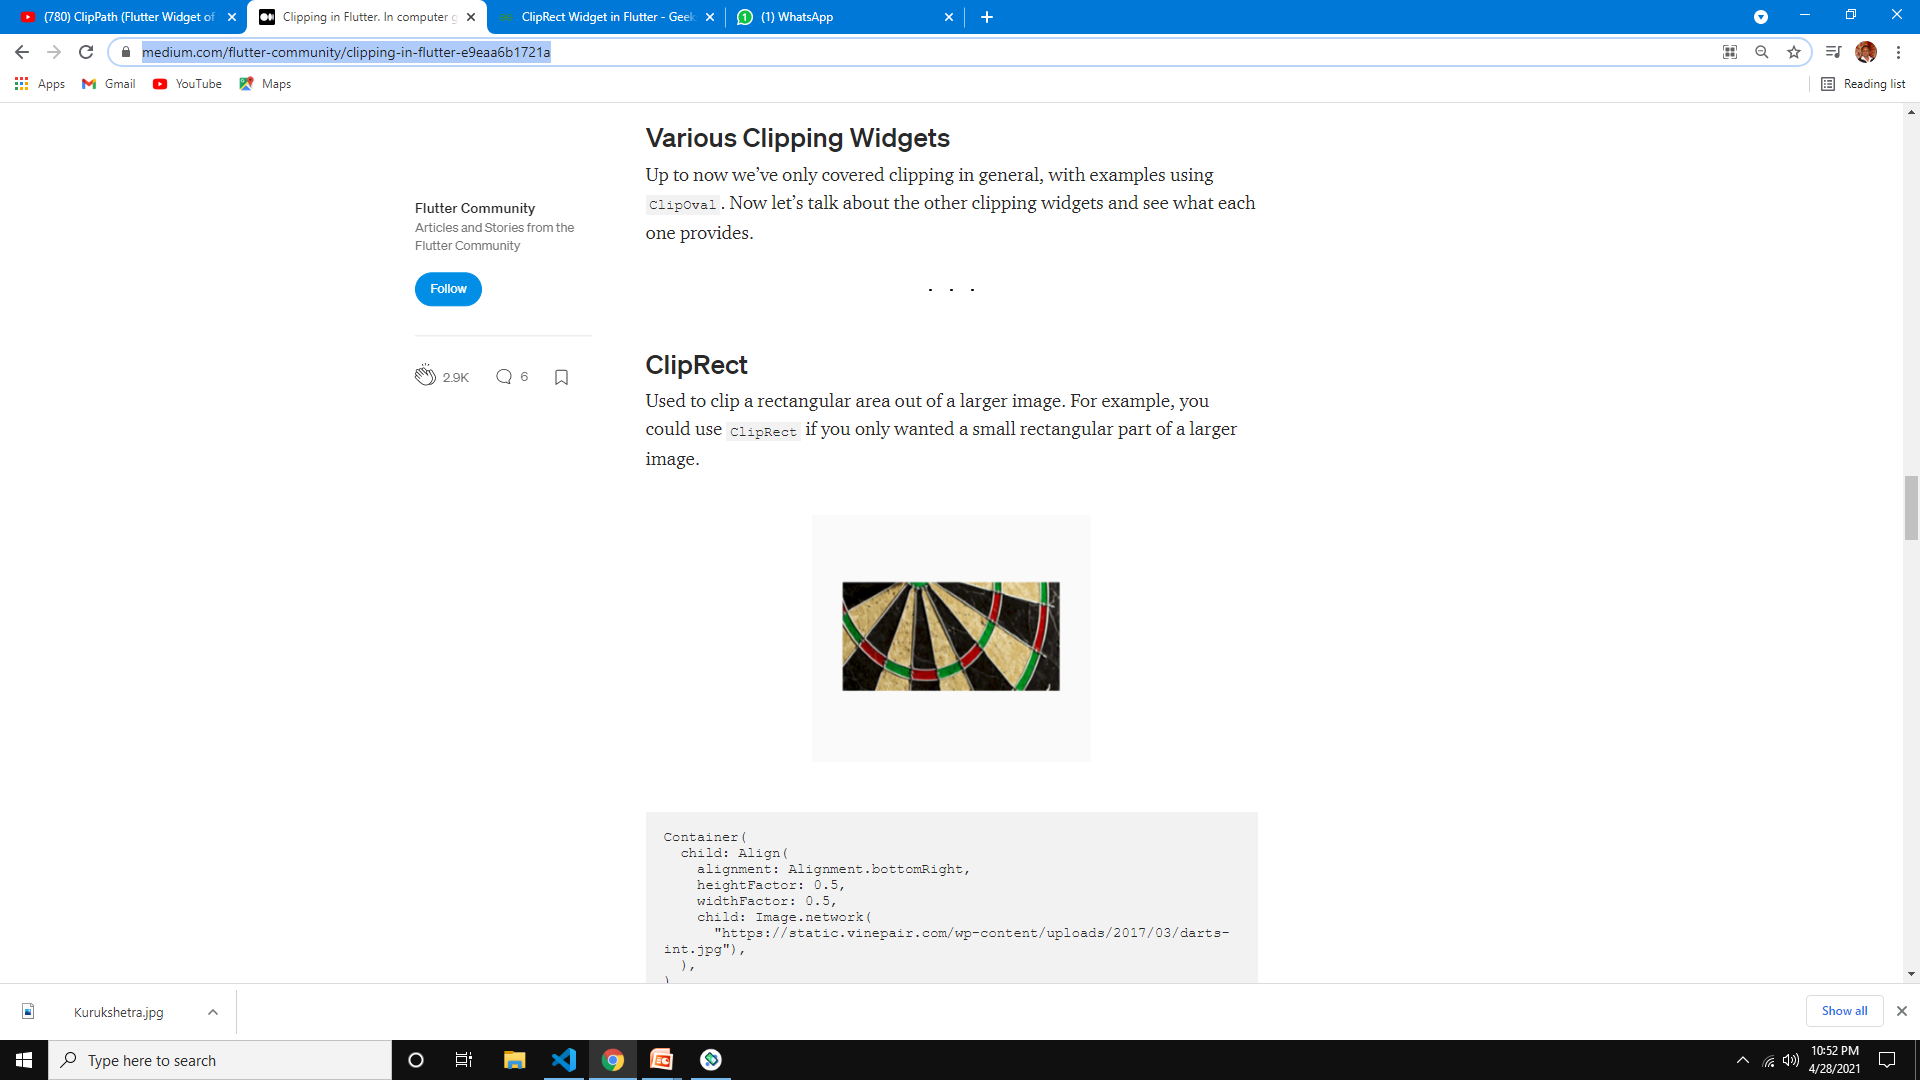 (780) ClipPath (Flutter Widget of
Clipping in Flutter. In computer g
ClipRect Widget in Flutter - Geek
(1) WhatsApp
medium.com/flutter-community/clipping-in-flutter-e9eaa6b1721a
Apps
Gmail
YouTube
Maps
Reading list
Various Clipping Widgets
Up to now we’ve only covered clipping in general, with examples using
ClipOval. Now let’s talk about the other clipping widgets and see what each
one provides.
Flutter Community
Articles and Stories from the
Flutter Community
Follow
2.9K
6
. . .
ClipRect
Used to clip a rectangular area out of a larger image. For example, you
could use ClipRect if you only wanted a small rectangular part of a larger
image.
Container(
child: Align(
alignment: Alignment.bottomRight,
heightFactor: 0.5,
widthFactor: 0.5,
child: Image.network(
"https://static.vinepair.com/wp-content/uploads/2017/03/darts-
int.jpg"),
),
)
Kurukshetra.jpg
Show all
Type here to search
10:52 PM
4/28/2021